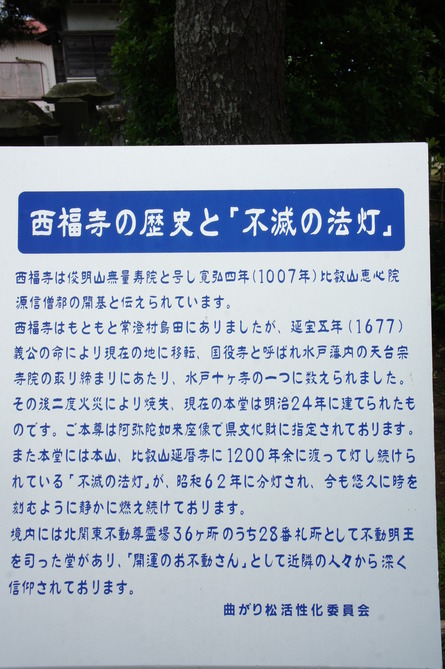 西福寺の歴史と「不滅の法灯」
西福寺は俊明山無量寿院と号し寛弘四年(1007年)比叡山恵心院
源信僧都の開基と伝えられています。
西福寺はもともと常澄村島田にありましたが、延宝五年(1677)
義公の命により現在の地に移転、国役寺と呼ばれ水戸藩内の天台宗
寺院の取り締まりにあたり、水戸十ヶ寺の一つに数えられました。
その後二度火災により焼失、現在の本堂は明治24年に建てられたも
のです。ご本尊は阿弥陀如来座像で県文化財に指定されております。
また本堂には本山、比叡山延暦寺に1200年余に渡って灯し続けら
れている「不滅の法灯」が、昭和62年に分灯され、今も悠久に時を
刻むように静かに燃え続けております。
境内には北関東不動尊霊場36ヶ所のうち28番札所として不動明王
を司った堂があり、「開運のお不動さん」として近隣の人々から深く
信仰されております。
曲がり松活性化委員会